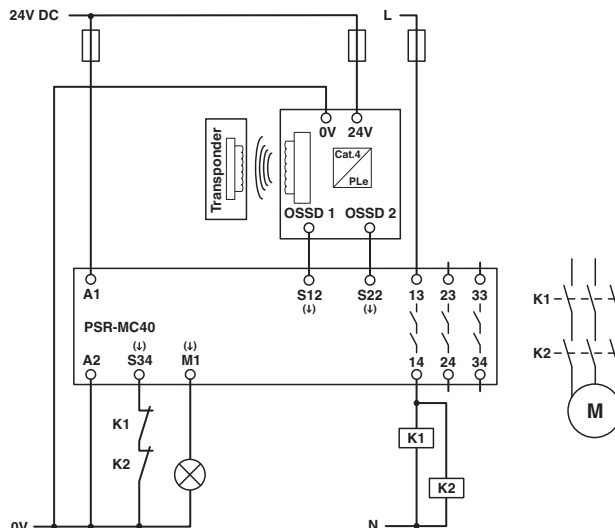 24V DC
L
0V 24V
Transponder
Cat.4
PLe
OSSD 1 OSSD 2
A1 S12 S22 13 23 33
(↓) (↓)
PSR-MC40
(↓) (↓)
A2 S34 M1 14 24 34
K1
K2
K1
K2
K1
K2
M
0V
N